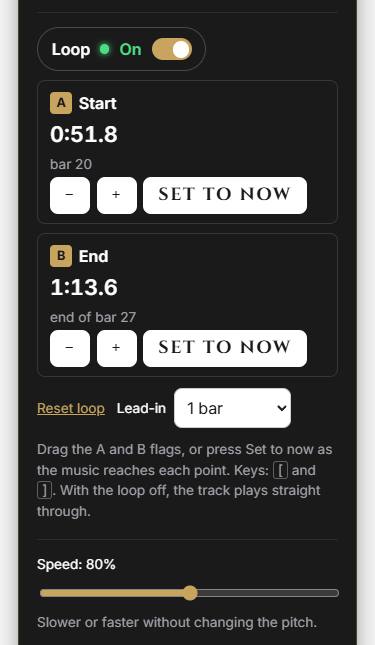 Loop On
A Start
0:51.8
bar 20
− + SET TO NOW
B End
1:13.6
end of bar 27
− + SET TO NOW
Reset loop Lead-in 1 bar
Drag the A and B flags, or press Set to now as
the music reaches each point. Keys: [ and
]. With the loop off, the track plays straight
through.
Speed: 80%
Slower or faster without changing the pitch.